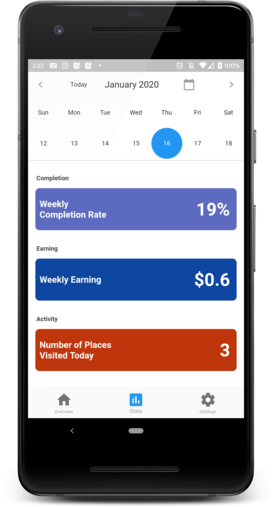 3:22 100%
Today January 2020
Sun Mon Tue Wed Thu Fri Sat
12 13 14 15 16 17 18
Completion
Weekly
Completion Rate
19%
Earning
Weekly Earning $0.6
Activity
Number of Places
Visited Today
3
Overview Stats Settings